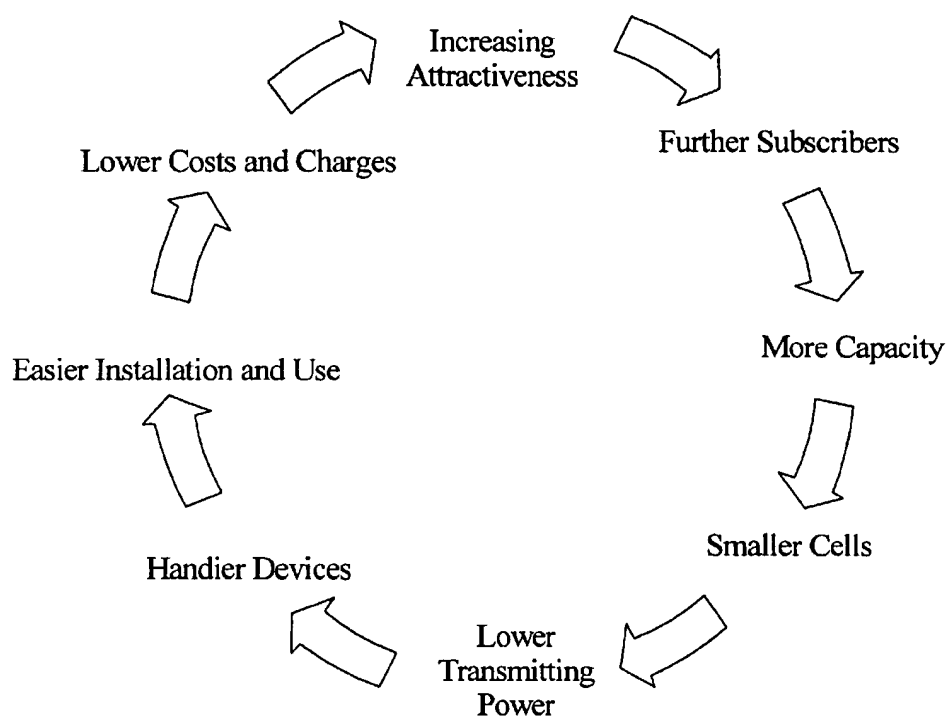 Increasing
Attractiveness
Further Subscribers
More Capacity
Smaller Cells
Lower
Transmitting
Power
Handier Devices
Easier Installation and Use
Lower Costs and Charges